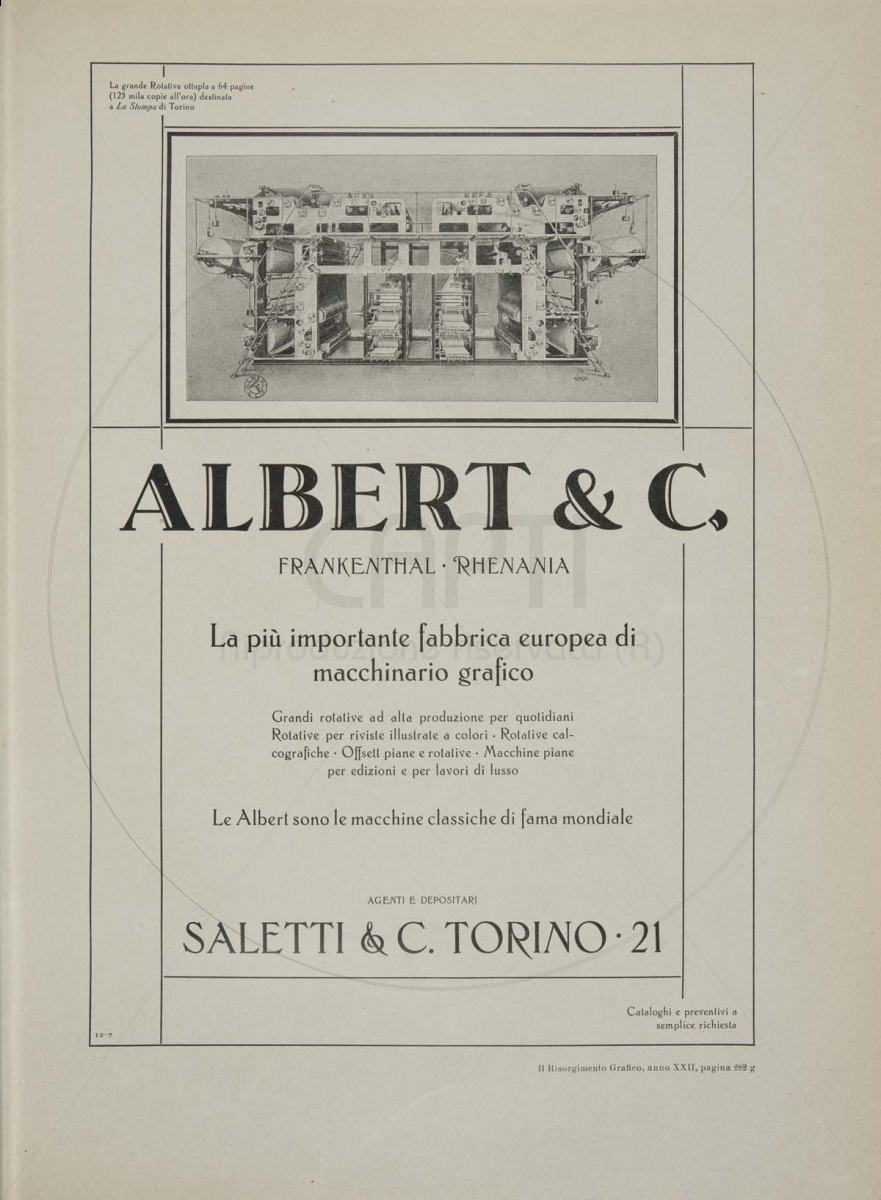 La grande Rotativa ottupla a 64 pagine
(125 mila copie all'ora) destinata
a La Stampa di Torino
ALBERT & C.
FRANKENTHAL · RHENANIA
La più importante fabbrica europea di
macchinario grafico
Grandi rotative ad alta produzione per quotidiani
Rotative per riviste illustrate a colori · Rotative cal-
cografiche · Offsett piane e rotative · Macchine piane
per edizioni e per lavori di lusso
Le Albert sono le macchine classiche di fama mondiale
AGENTI E DEPOSITARI
SALETTI & C. TORINO · 21
Cataloghi e preventivi a
semplice richiesta
12-7
Il Risorgimento Grafico, anno XXII, pagina 282 g
CANTI
riproduzione riservata (R)